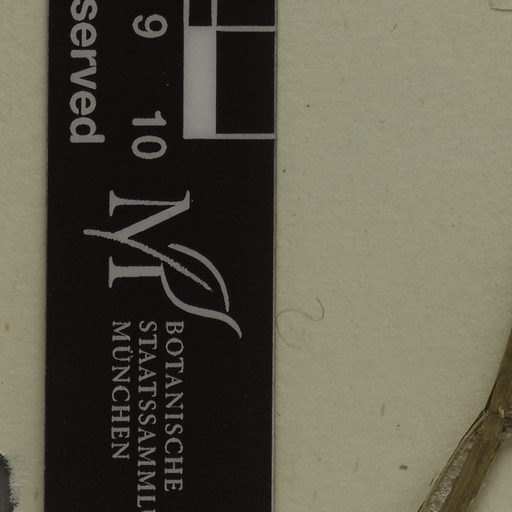 served
9 10
M
BOTANISCHE
STAATSSAMML
MÜNCHEN